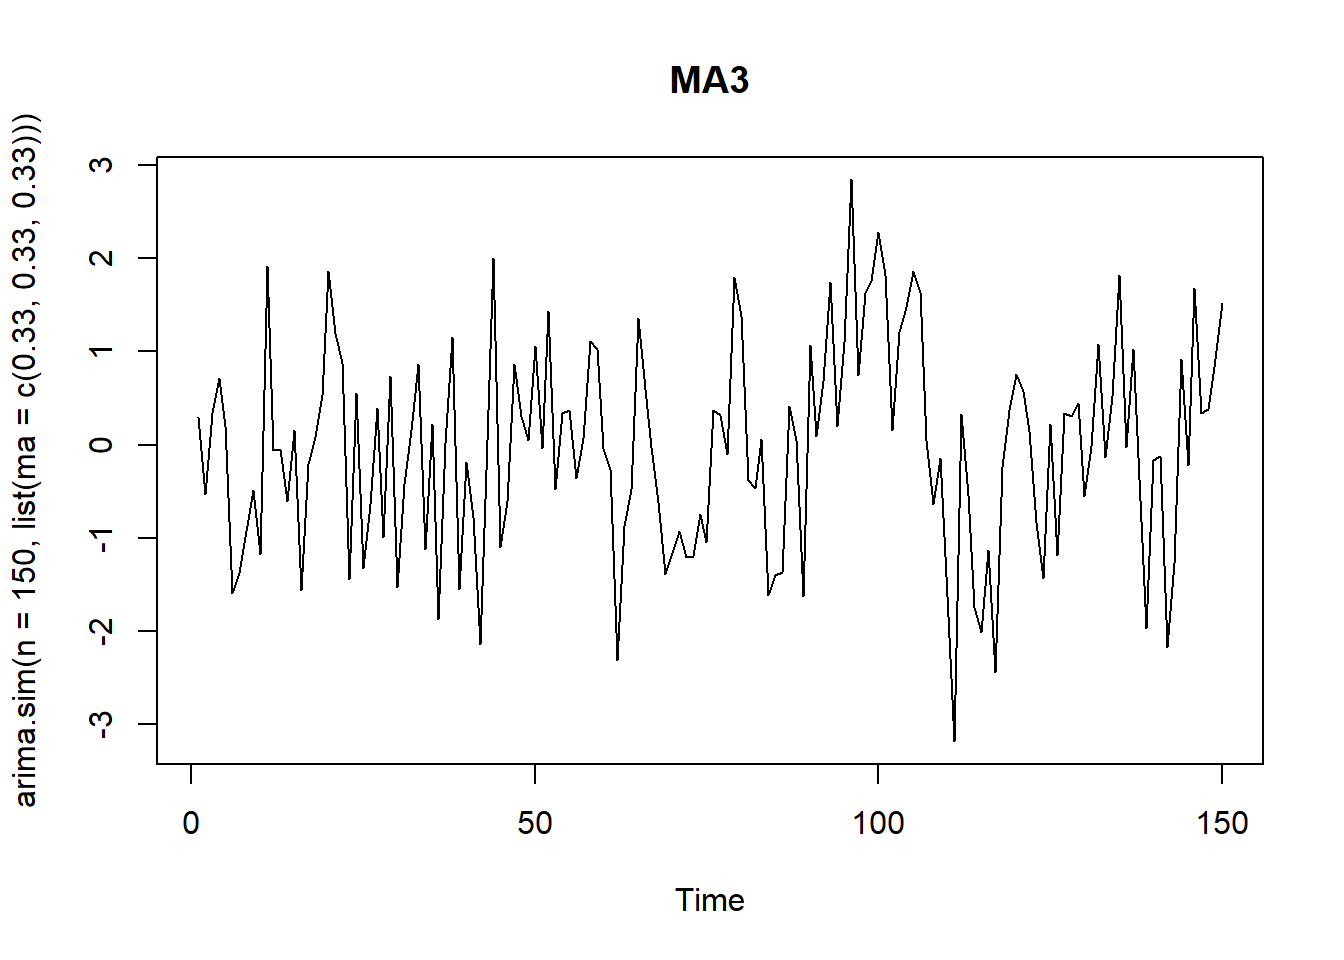 MA3
arima.sim(n = 150, list(ma = c(0.33, 0.33, 0.33)))
3
2
1
0
-1
-2
-3
0 50 100 150
Time